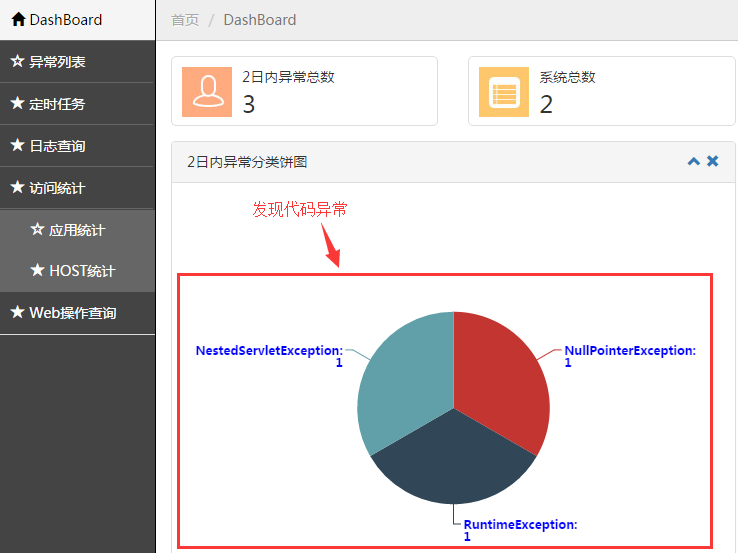 DashBoard
异常列表
定时任务
日志查询
访问统计
应用统计
HOST统计
Web操作查询
首页 / DashBoard
2日内异常总数
3
系统总数
2
2日内异常分类饼图
发现代码异常
NestedServletException:
1
NullPointerException:
1
RuntimeException:
1